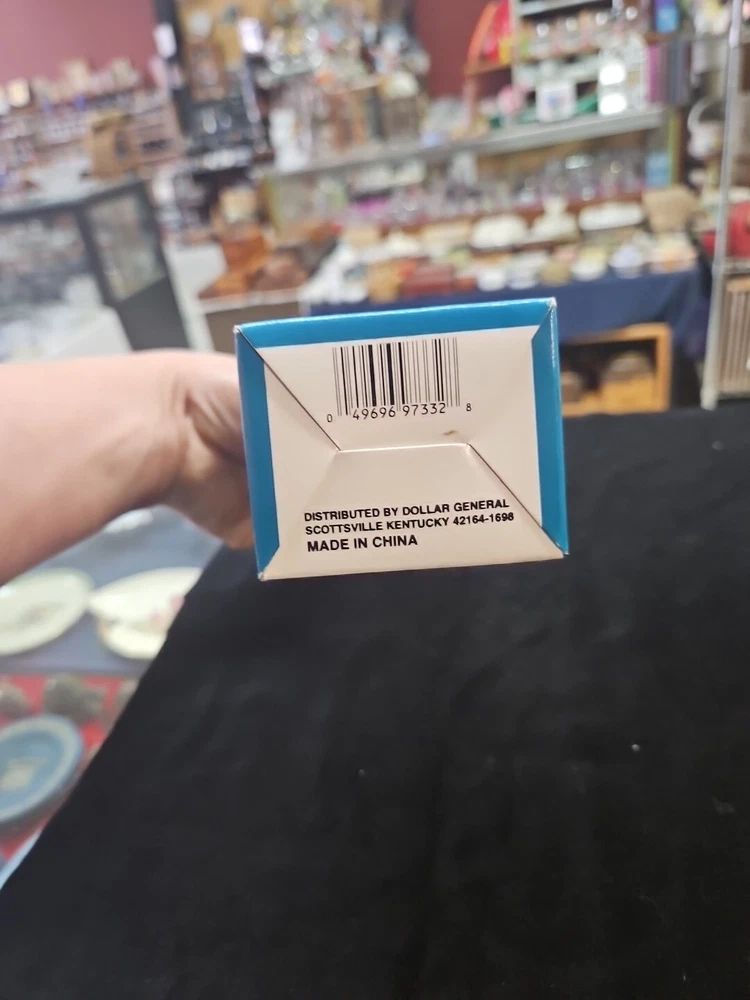 0 49696 97332 8
DISTRIBUTED BY DOLLAR GENERAL
SCOTTSVILLE KENTUCKY 42164-1698
MADE IN CHINA